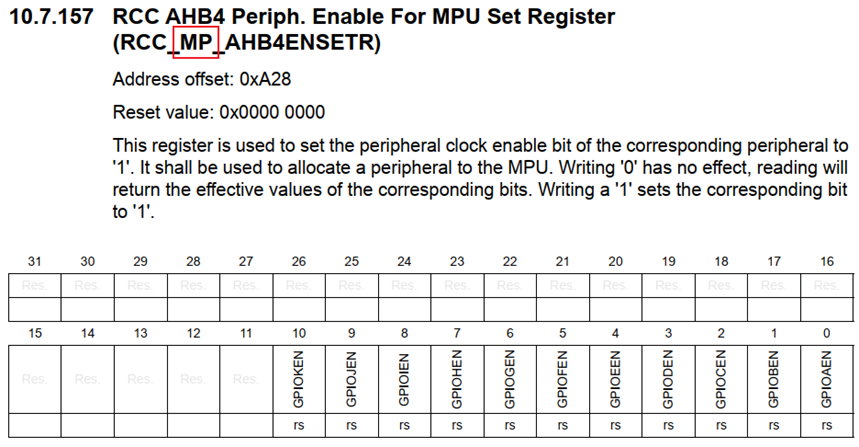 10.7.157 RCC AHB4 Periph. Enable For MPU Set Register
(RCC_MP_AHB4ENSETR)
Address offset: 0xA28
Reset value: 0x0000 0000
This register is used to set the peripheral clock enable bit of the corresponding peripheral to
'1'. It shall be used to allocate a peripheral to the MPU. Writing '0' has no effect, reading will
return the effective values of the corresponding bits. Writing a '1' sets the corresponding bit
to '1'.
31 30 29 28 27 26 25 24 23 22 21 20 19 18 17 16
Res. Res. Res. Res. Res. Res. Res. Res. Res. Res. Res. Res. Res. Res. Res. Res.
15 14 13 12 11 10 9 8 7 6 5 4 3 2 1 0
Res. Res. Res. Res. Res. GPIOKEN GPIOJEN GPIOIEN GPIOHEN GPIOGEN GPIOFEN GPIOEEN GPIODEN GPIOCEN GPIOBEN GPIOAEN
rs rs rs rs rs rs rs rs rs rs rs